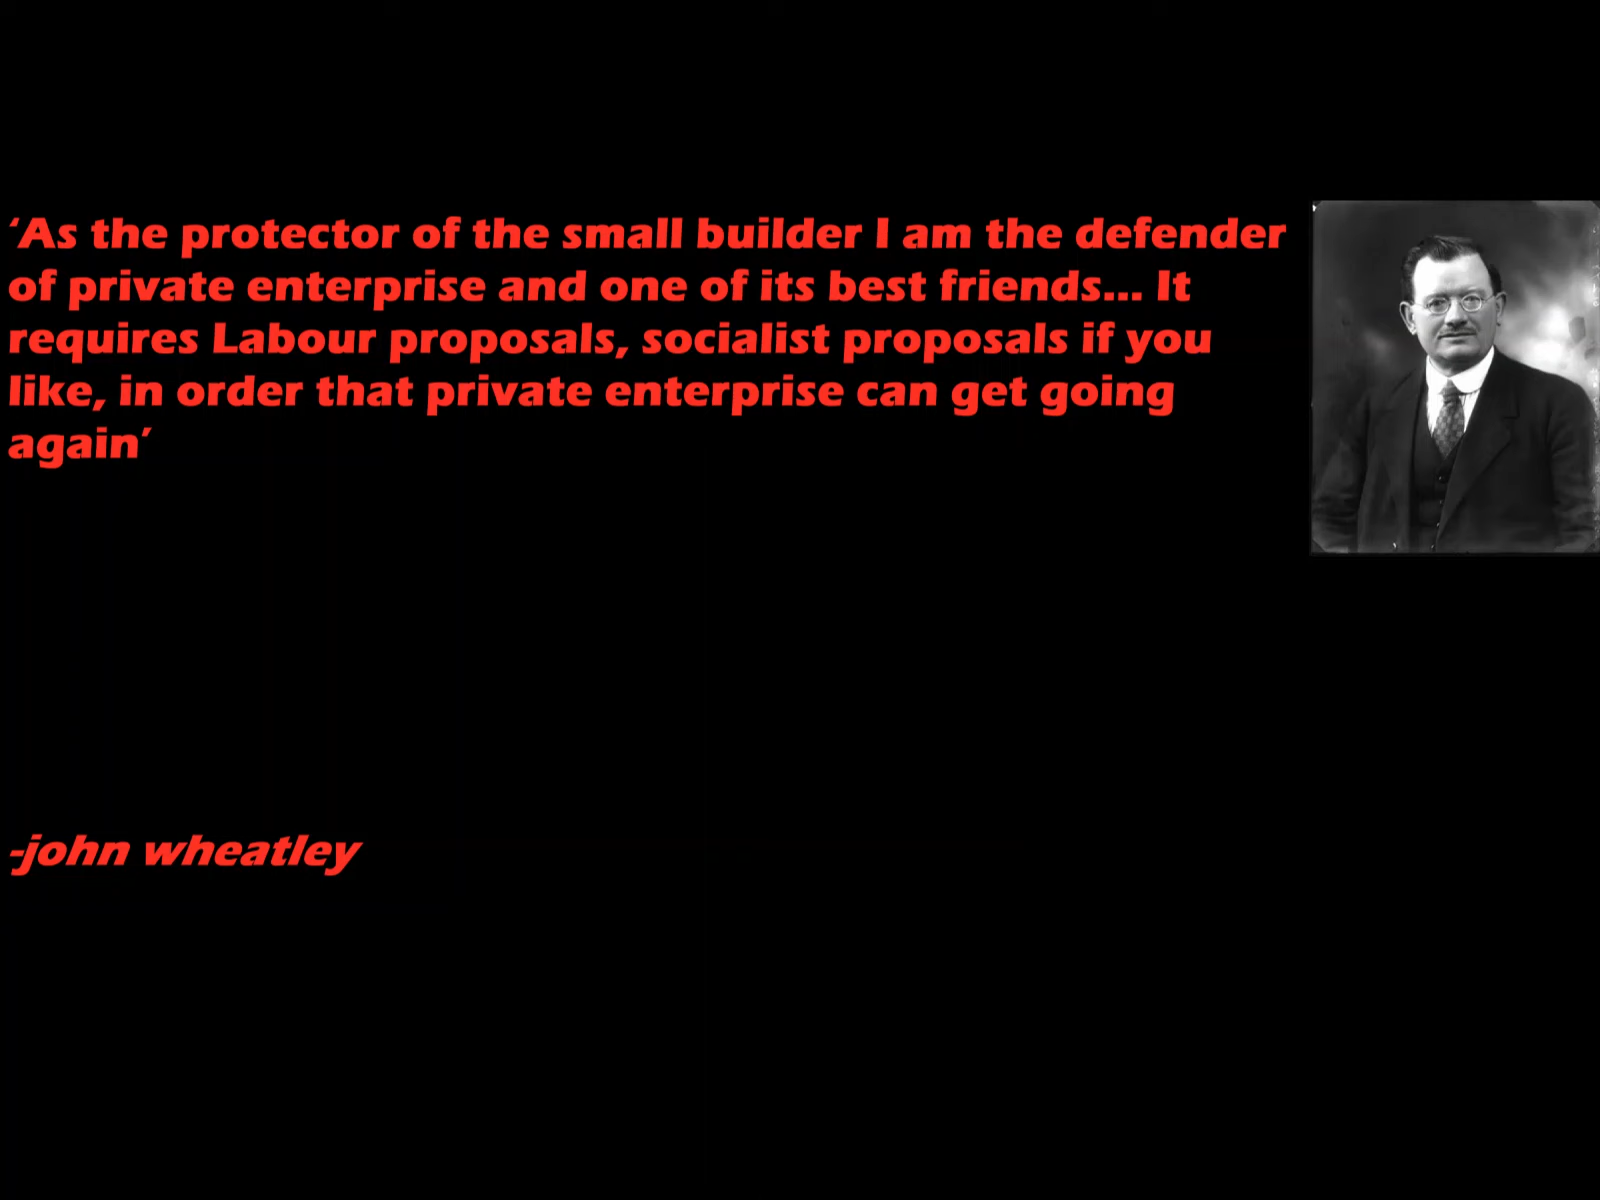 ‘As the protector of the small builder I am the defender
of private enterprise and one of its best friends... It
requires Labour proposals, socialist proposals if you
like, in order that private enterprise can get going
again’
-john wheatley